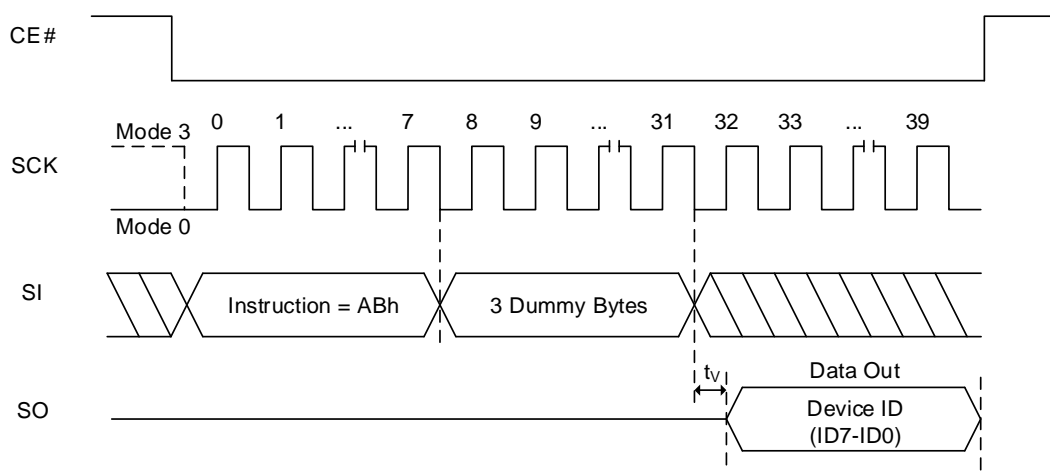 CE#
Mode 3
0 1 ... 7 8 9 ... 31 32 33 ... 39
SCK
Mode 0
SI
Instruction = ABh
3 Dummy Bytes
tV
Data Out
SO
Device ID
(ID7-ID0)